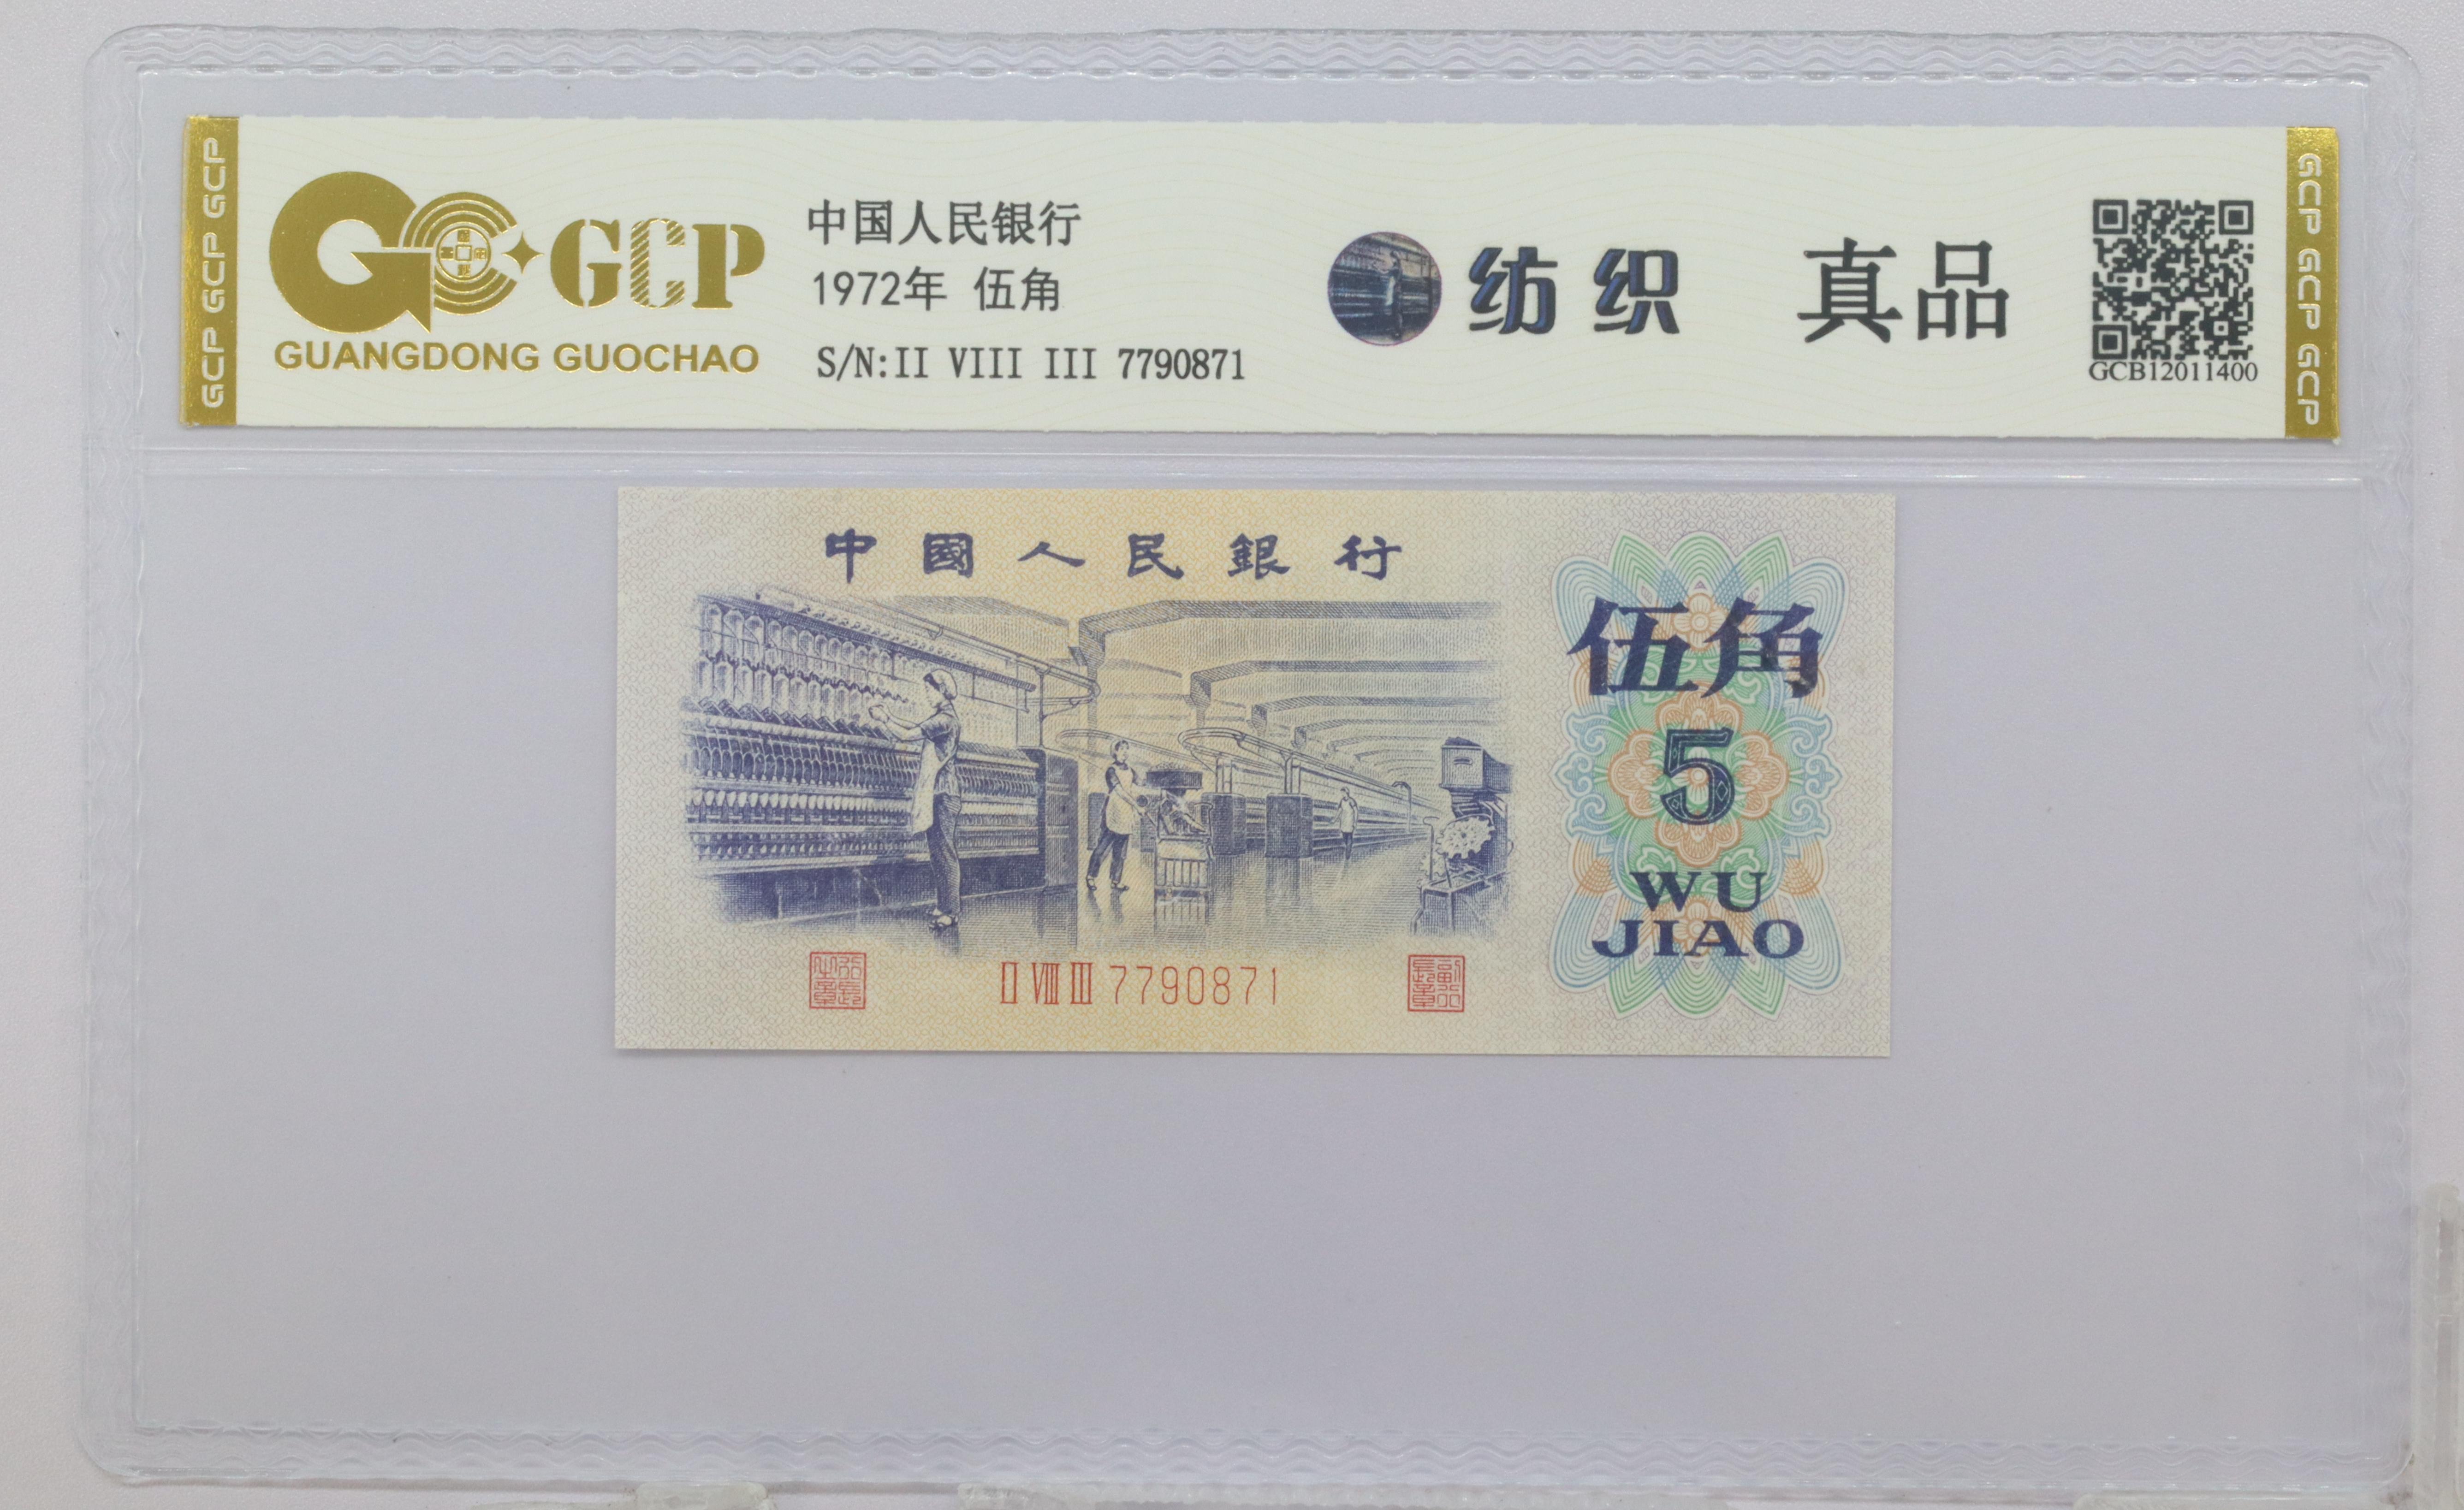 GCP GCP GCP
GCP
GUANGDONG GUOCHAO
中国人民银行
1972年 伍角
S/N:II VIII III 7790871
纺织 真品
GCB12011400
GCP GCP GCP
中國人民銀行
伍角
5
WU
JIAO
II VIII III 7790871